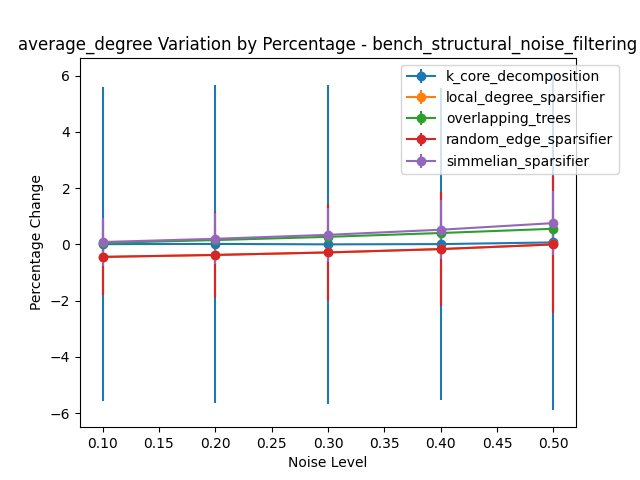 average_degree Variation by Percentage - bench_structural_noise_filtering
k_core_decomposition
local_degree_sparsifier
overlapping_trees
random_edge_sparsifier
simmelian_sparsifier
Percentage Change
6
4
2
0
−2
−4
−6
0.10 0.15 0.20 0.25 0.30 0.35 0.40 0.45 0.50
Noise Level